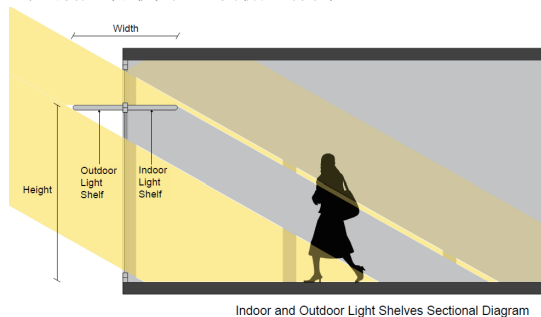 Width
Outdoor
Light
Shelf
Indoor
Light
Shelf
Height
Indoor and Outdoor Light Shelves Sectional Diagram